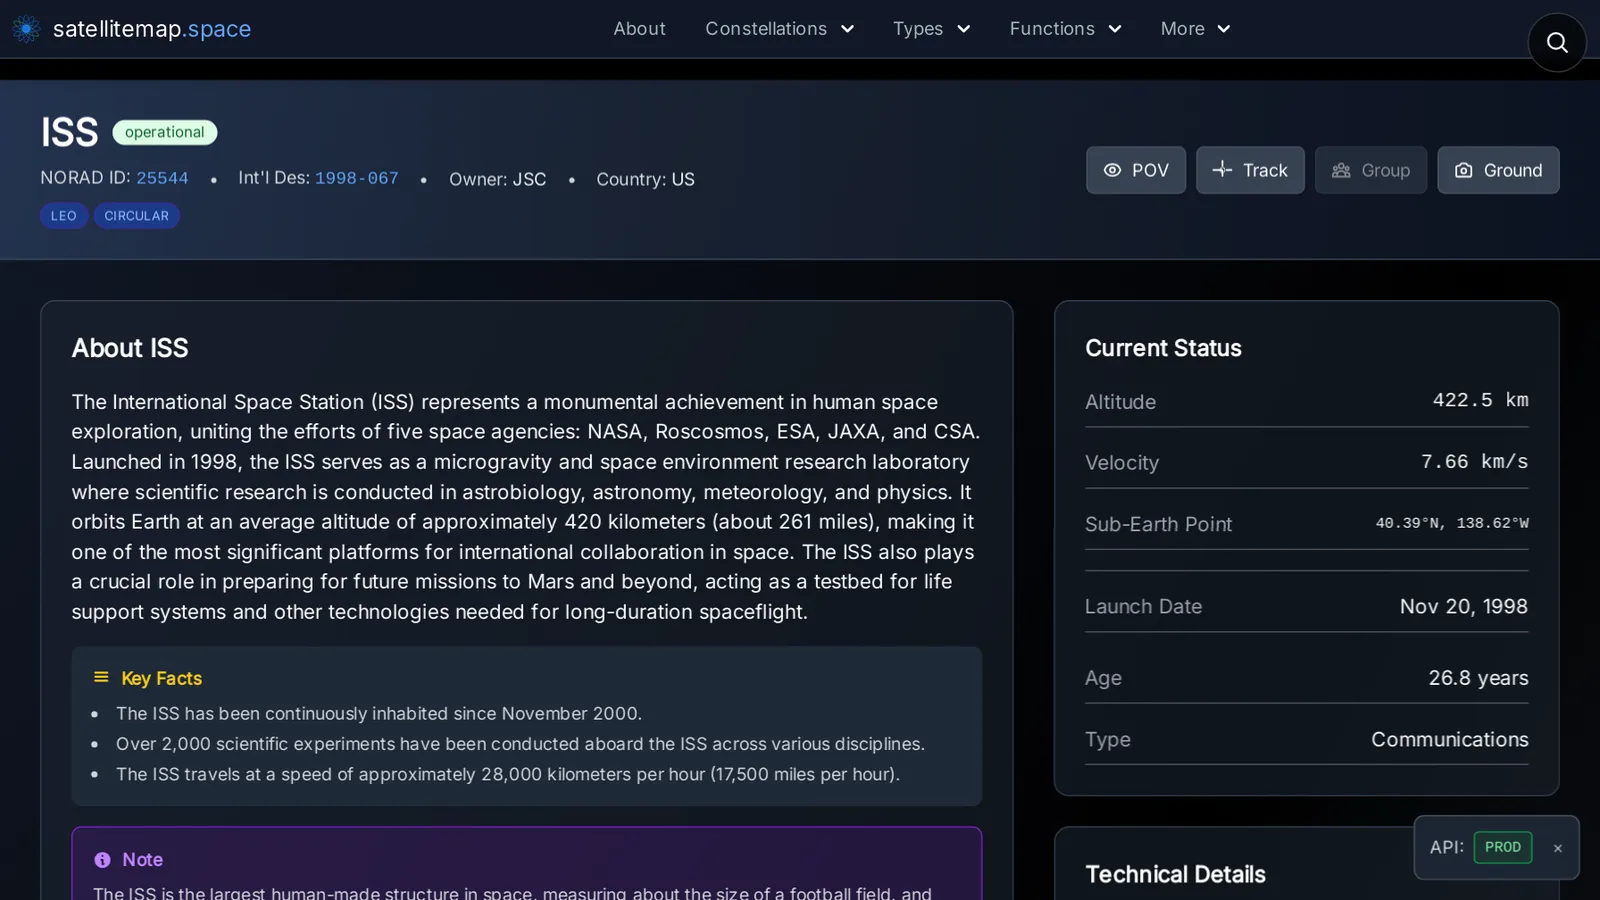 satellitemap.space
About
Constellations
Types
Functions
More
ISS operational
NORAD ID: 25544 • Int'l Des: 1998-067 • Owner: JSC • Country: US
LEO CIRCULAR
POV
Track
Group
Ground
About ISS
The International Space Station (ISS) represents a monumental achievement in human space
exploration, uniting the efforts of five space agencies: NASA, Roscosmos, ESA, JAXA, and CSA.
Launched in 1998, the ISS serves as a microgravity and space environment research laboratory
where scientific research is conducted in astrobiology, astronomy, meteorology, and physics. It
orbits Earth at an average altitude of approximately 420 kilometers (about 261 miles), making it
one of the most significant platforms for international collaboration in space. The ISS also plays
a crucial role in preparing for future missions to Mars and beyond, acting as a testbed for life
support systems and other technologies needed for long-duration spaceflight.
Key Facts
• The ISS has been continuously inhabited since November 2000.
• Over 2,000 scientific experiments have been conducted aboard the ISS across various disciplines.
• The ISS travels at a speed of approximately 28,000 kilometers per hour (17,500 miles per hour).
Note
The ISS is the largest human-made structure in space, measuring about the size of a football field, and
Current Status
Altitude 422.5 km
Velocity 7.66 km/s
Sub-Earth Point 40.39°N, 138.62°W
Launch Date Nov 20, 1998
Age 26.8 years
Type Communications
Technical Details
API: PROD ×